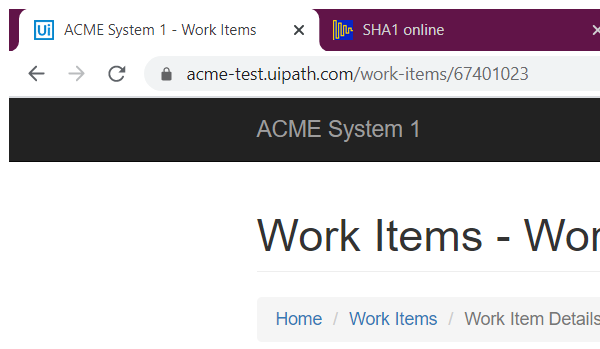 Ui ACME System 1 - Work Items SHA1 online
acme-test.uipath.com/work-items/67401023
ACME System 1
Work Items - Wor
Home / Work Items / Work Item Details